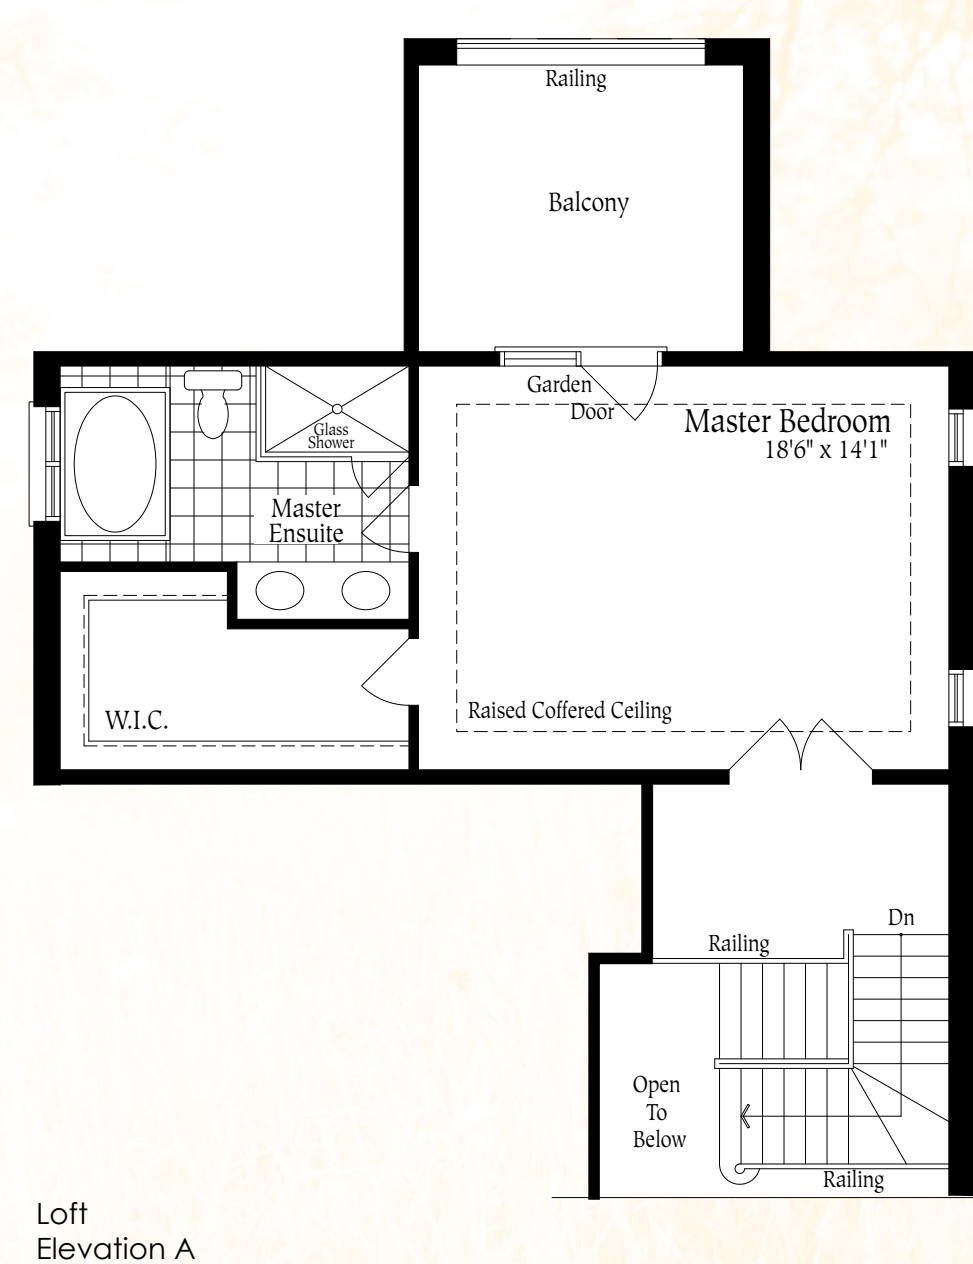 Railing
Balcony
Garden
Door
Master Bedroom
18'6" x 14'1"
Glass
Shower
Master
Ensuite
W.I.C.
Raised Coffered Ceiling
Dn
Railing
Open
To
Below
Railing
Loft
Elevation A